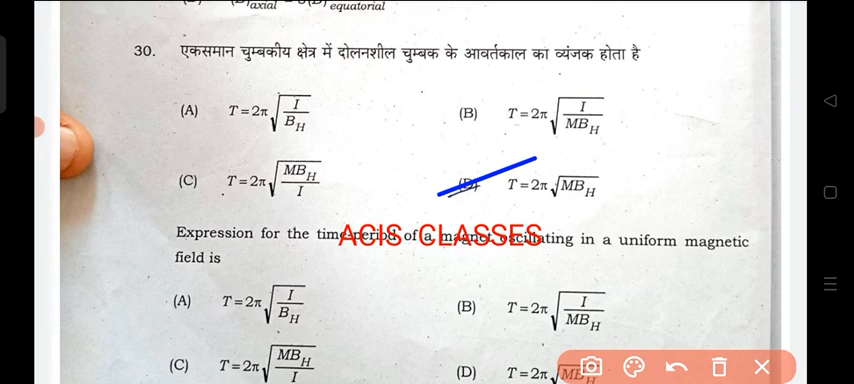 axial
equatorial
30. एकसमान चुम्बकीय क्षेत्र में दोलनशील चुम्बक के आवर्तकाल का व्यंजक होता है
(A) T = 2π √(I / B_H) (B) T = 2π √(I / MB_H)
(C) T = 2π √(MB_H / I) (D) T = 2π √MB_H
Expression for the time period of a magnet oscillating in a uniform magnetic
ACIS CLASSES
field is
(A) T = 2π √(I / B_H) (B) T = 2π √(I / MB_H)
(C) T = 2π √(MB_H / I) (D) T = 2π √MB_H